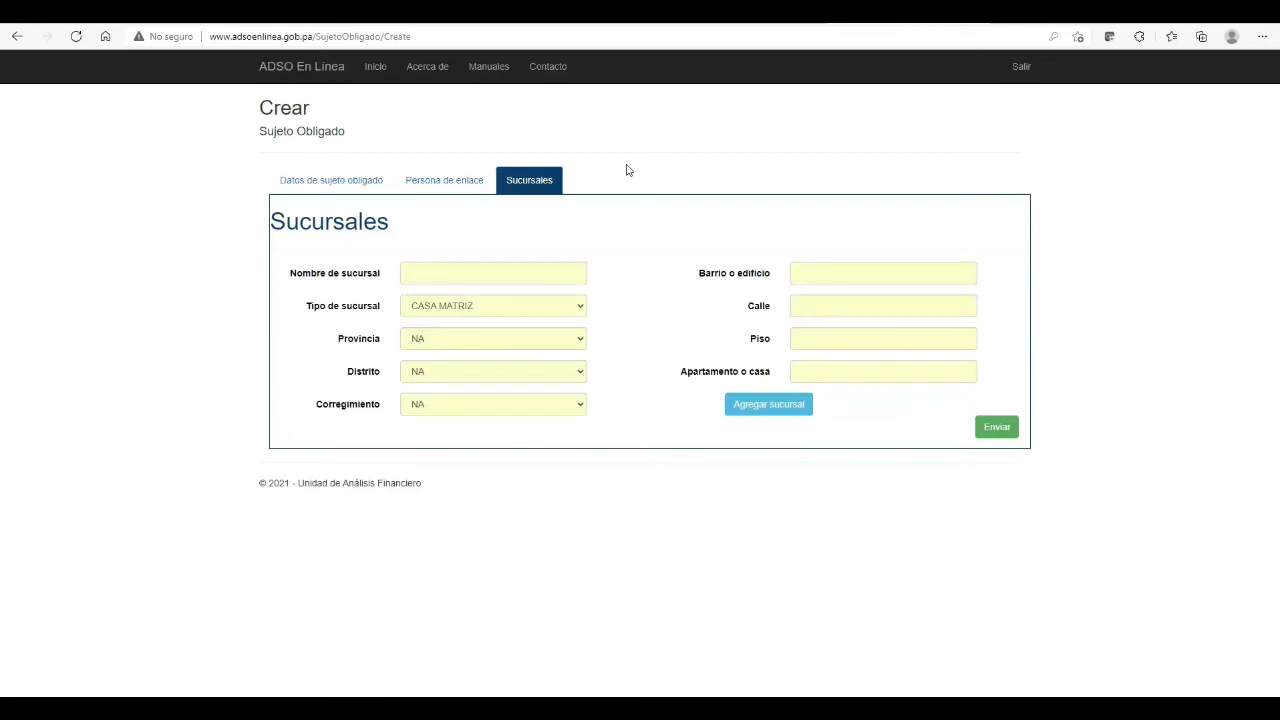 No seguro www.adsoenlinea.gob.pa/SujetoObligado/Create
ADSO En Línea Inicio Acerca de Manuales Contacto Salir
Crear
Sujeto Obligado
Datos de sujeto obligado Persona de enlace Sucursales
Sucursales
Nombre de sucursal Barrio o edificio
Tipo de sucursal CASA MATRIZ Calle
Provincia NA Piso
Distrito NA Apartamento o casa
Corregimiento NA Agregar sucursal
Enviar
© 2021 - Unidad de Análisis Financiero